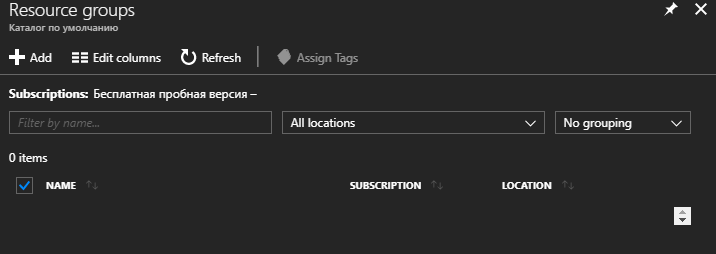 Resource groups
Каталог по умолчанию
Add Edit columns Refresh Assign Tags
Subscriptions: Бесплатная пробная версия –
Filter by name... All locations No grouping
0 items
NAME SUBSCRIPTION LOCATION